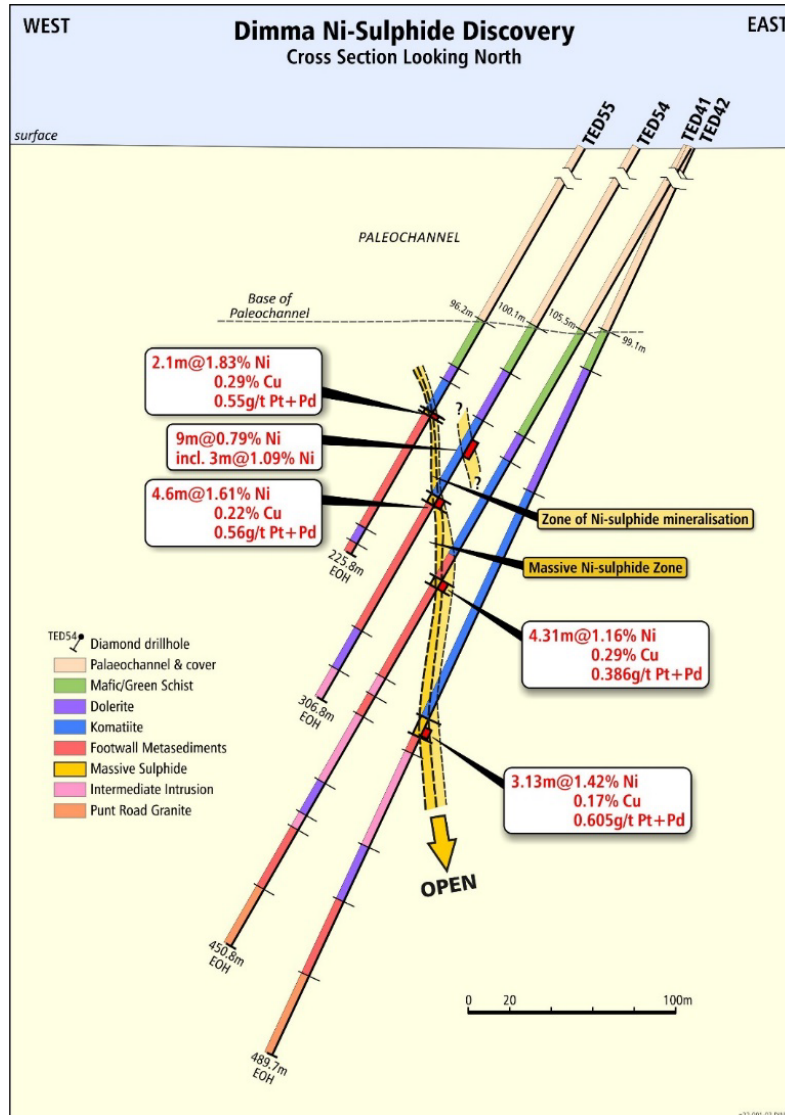 WEST
Dimma Ni-Sulphide Discovery
EAST
Cross Section Looking North
surface
TED55
TED54
TED41
TED42
PALEOCHANNEL
Base of
Paleochannel
96.2m
100.1m
105.5m
99.1m
2.1m@1.83% Ni
0.29% Cu
0.55g/t Pt+Pd
9m@0.79% Ni
incl. 3m@1.09% Ni
4.6m@1.61% Ni
0.22% Cu
0.56g/t Pt+Pd
?
?
Zone of Ni-sulphide mineralisation
Massive Ni-sulphide Zone
225.8m
EOH
4.31m@1.16% Ni
0.29% Cu
0.386g/t Pt+Pd
306.8m
EOH
3.13m@1.42% Ni
0.17% Cu
0.605g/t Pt+Pd
TED54
Diamond drillhole
Palaeochannel & cover
Mafic/Green Schist
Dolerite
Komatiite
Footwall Metasediments
Massive Sulphide
Intermediate Intrusion
Punt Road Granite
OPEN
450.8m
EOH
489.7m
EOH
0 20 100m